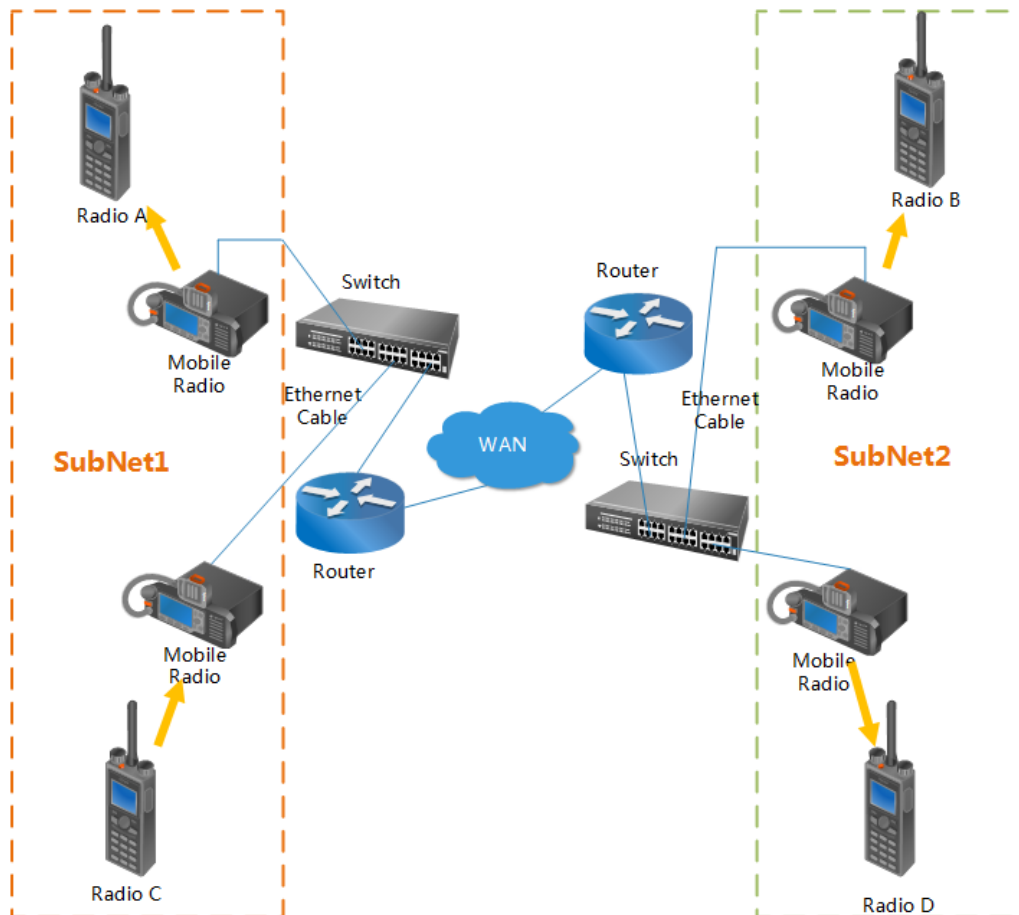 Radio A
Radio B
Switch
Router
Mobile
Radio
Mobile
Radio
Ethernet
Cable
Ethernet
Cable
WAN
SubNet1
SubNet2
Switch
Router
Mobile
Radio
Mobile
Radio
Radio C
Radio D